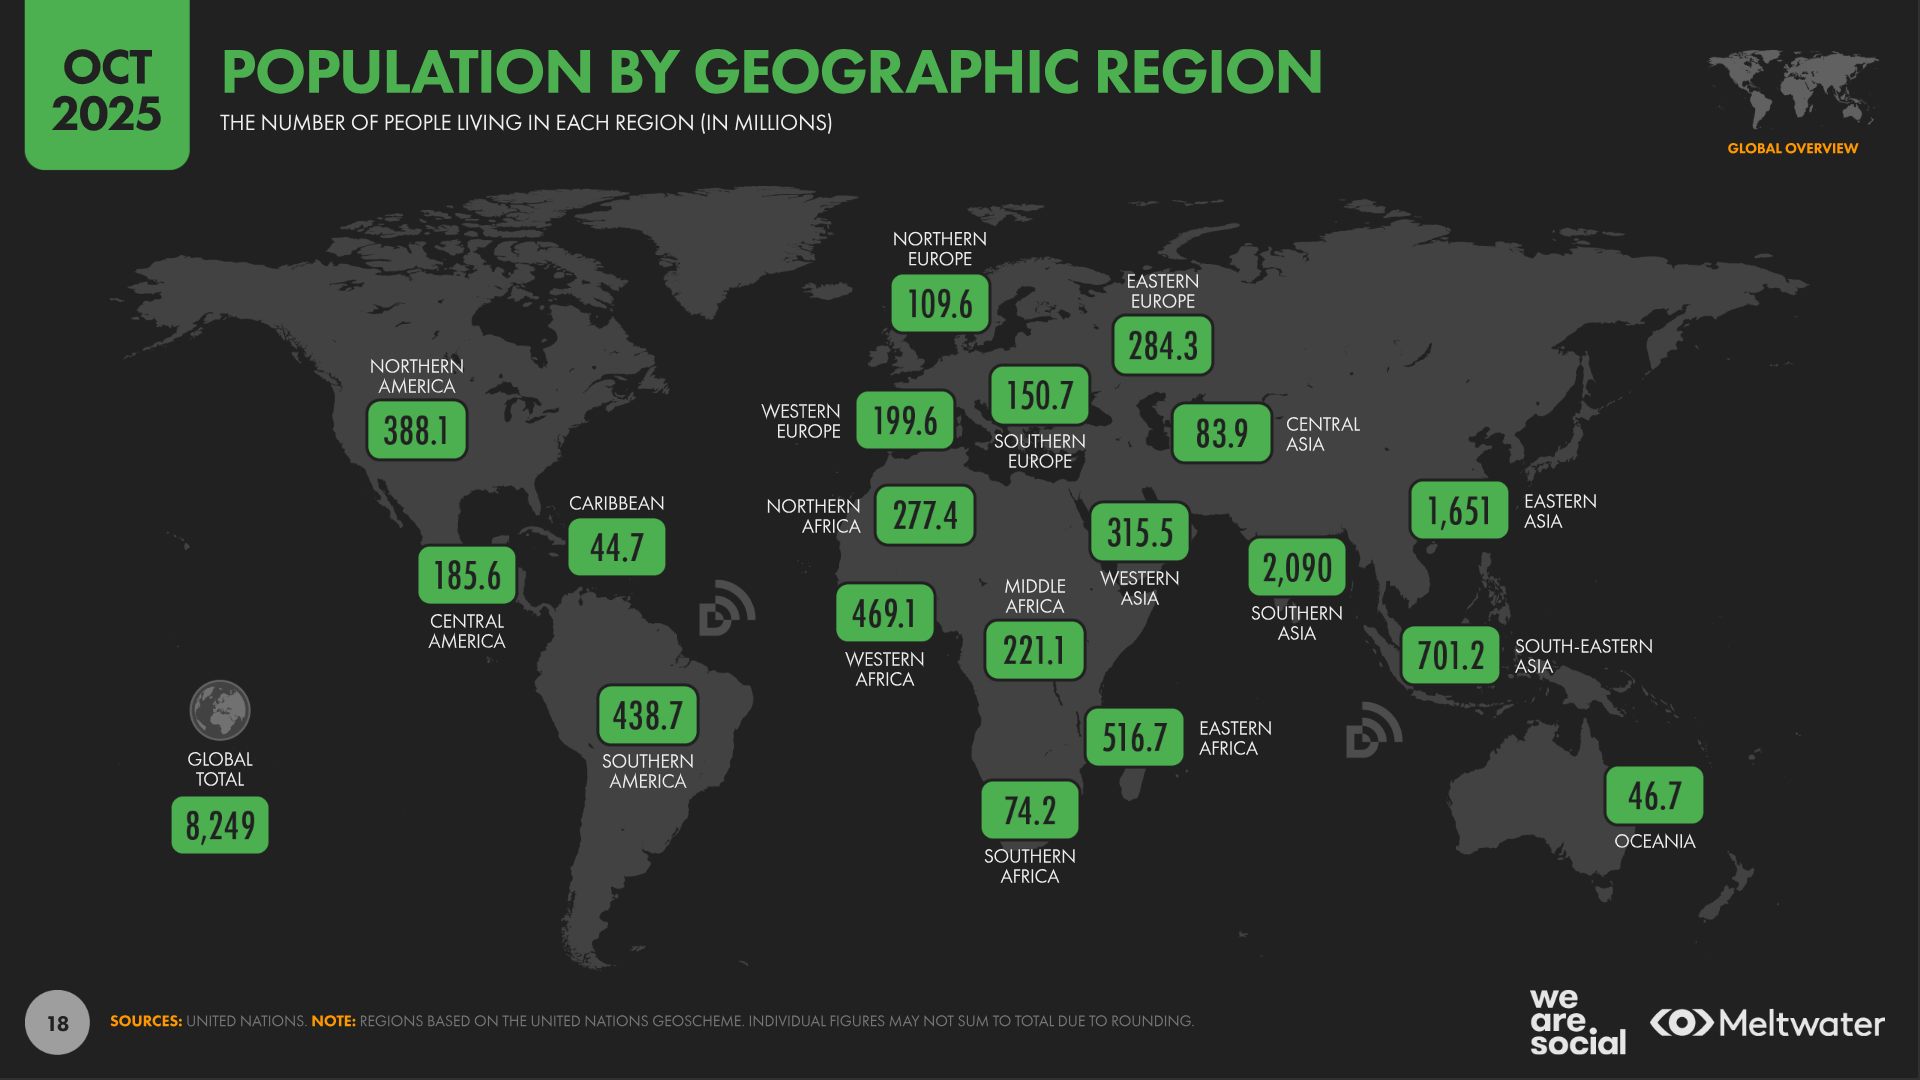 OCT
2025
POPULATION BY GEOGRAPHIC REGION
THE NUMBER OF PEOPLE LIVING IN EACH REGION (IN MILLIONS)
GLOBAL OVERVIEW
NORTHERN
EUROPE
109.6
EASTERN
EUROPE
284.3
NORTHERN
AMERICA
388.1
WESTERN
EUROPE
199.6
150.7
SOUTHERN
EUROPE
83.9
CENTRAL
ASIA
CARIBBEAN
44.7
NORTHERN
AFRICA
277.4
315.5
WESTERN
ASIA
1,651
EASTERN
ASIA
185.6
CENTRAL
AMERICA
2,090
SOUTHERN
ASIA
469.1
WESTERN
AFRICA
MIDDLE
AFRICA
221.1
701.2
SOUTH-EASTERN
ASIA
438.7
SOUTHERN
AMERICA
516.7
EASTERN
AFRICA
GLOBAL
TOTAL
8,249
74.2
SOUTHERN
AFRICA
46.7
OCEANIA
18
SOURCES: UNITED NATIONS. NOTE: REGIONS BASED ON THE UNITED NATIONS GEOSCHEME. INDIVIDUAL FIGURES MAY NOT SUM TO TOTAL DUE TO ROUNDING.
we
are.
social
Meltwater